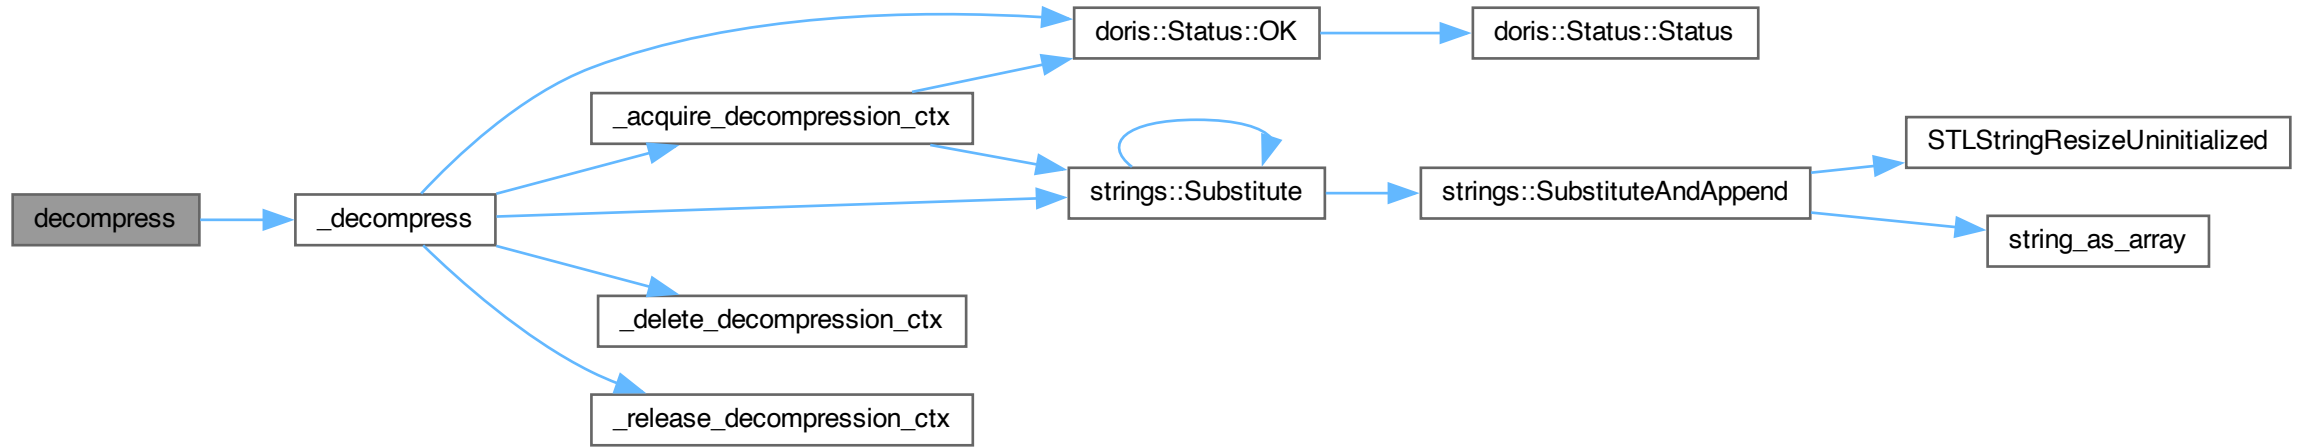 decompress
_decompress
_acquire_decompression_ctx
doris::Status::OK
doris::Status::Status
strings::Substitute
strings::SubstituteAndAppend
STLStringResizeUninitialized
string_as_array
_delete_decompression_ctx
_release_decompression_ctx